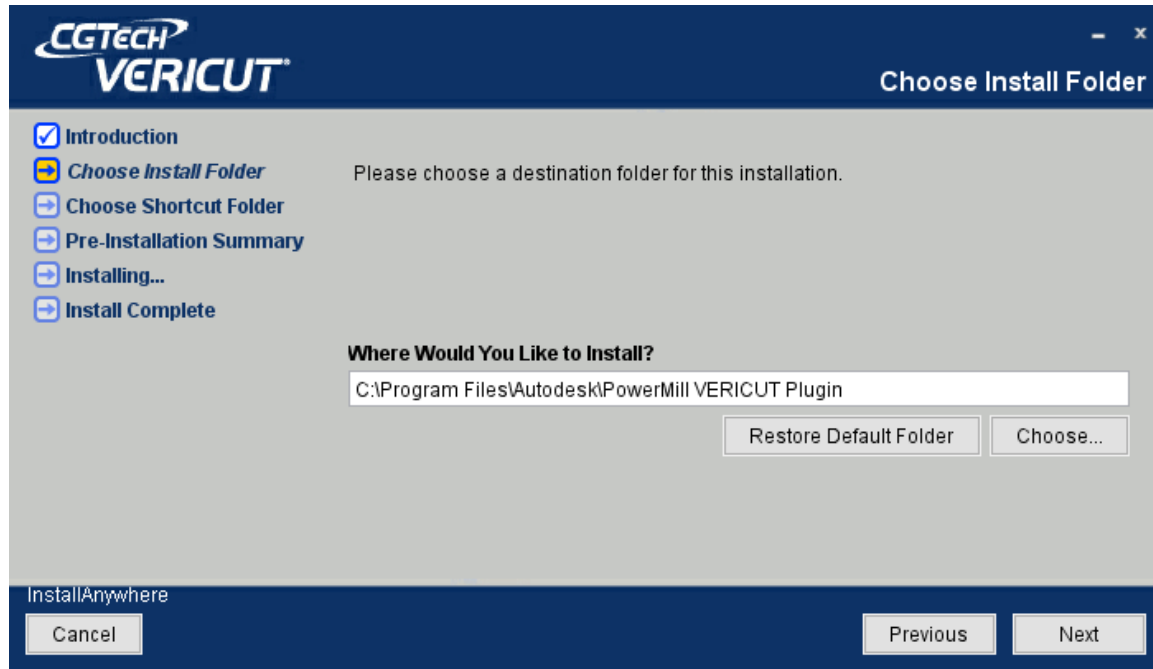 CGTECH
VERICUT®
Choose Install Folder
Introduction
Choose Install Folder
Choose Shortcut Folder
Pre-Installation Summary
Installing...
Install Complete
Please choose a destination folder for this installation.
Where Would You Like to Install?
C:\Program Files\Autodesk\PowerMill VERICUT Plugin
Restore Default Folder
Choose...
InstallAnywhere
Cancel
Previous
Next